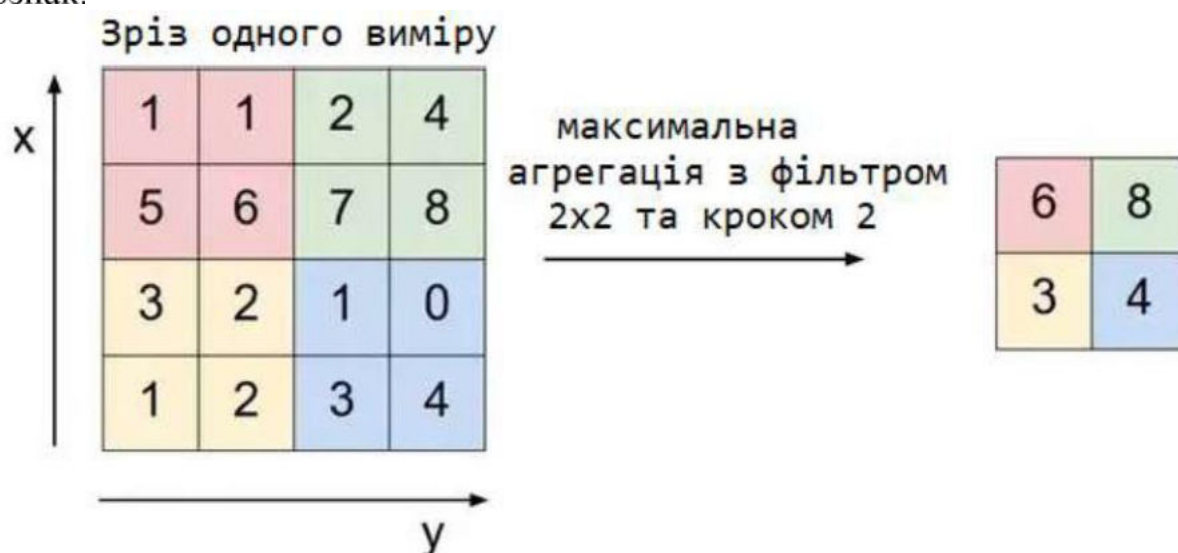 ознак.
Зріз одного виміру
x
1 1 2 4
5 6 7 8
3 2 1 0
1 2 3 4
y
максимальна
агрегація з фільтром
2x2 та кроком 2
6 8
3 4